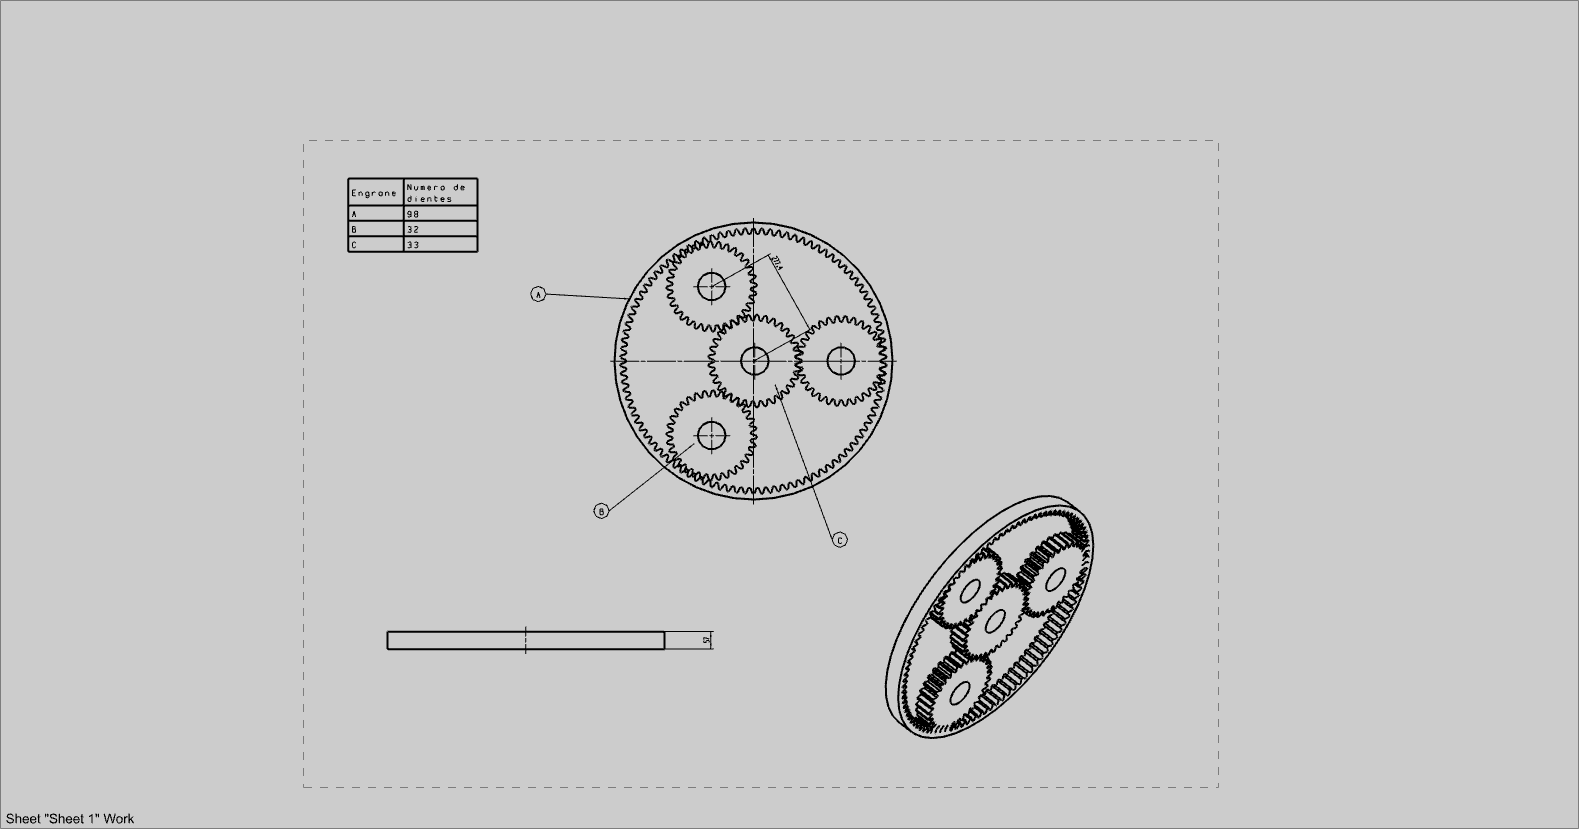 Engrane Numero de
dientes
A 98
B 32
C 33
A
B
C
Sheet "Sheet 1" Work